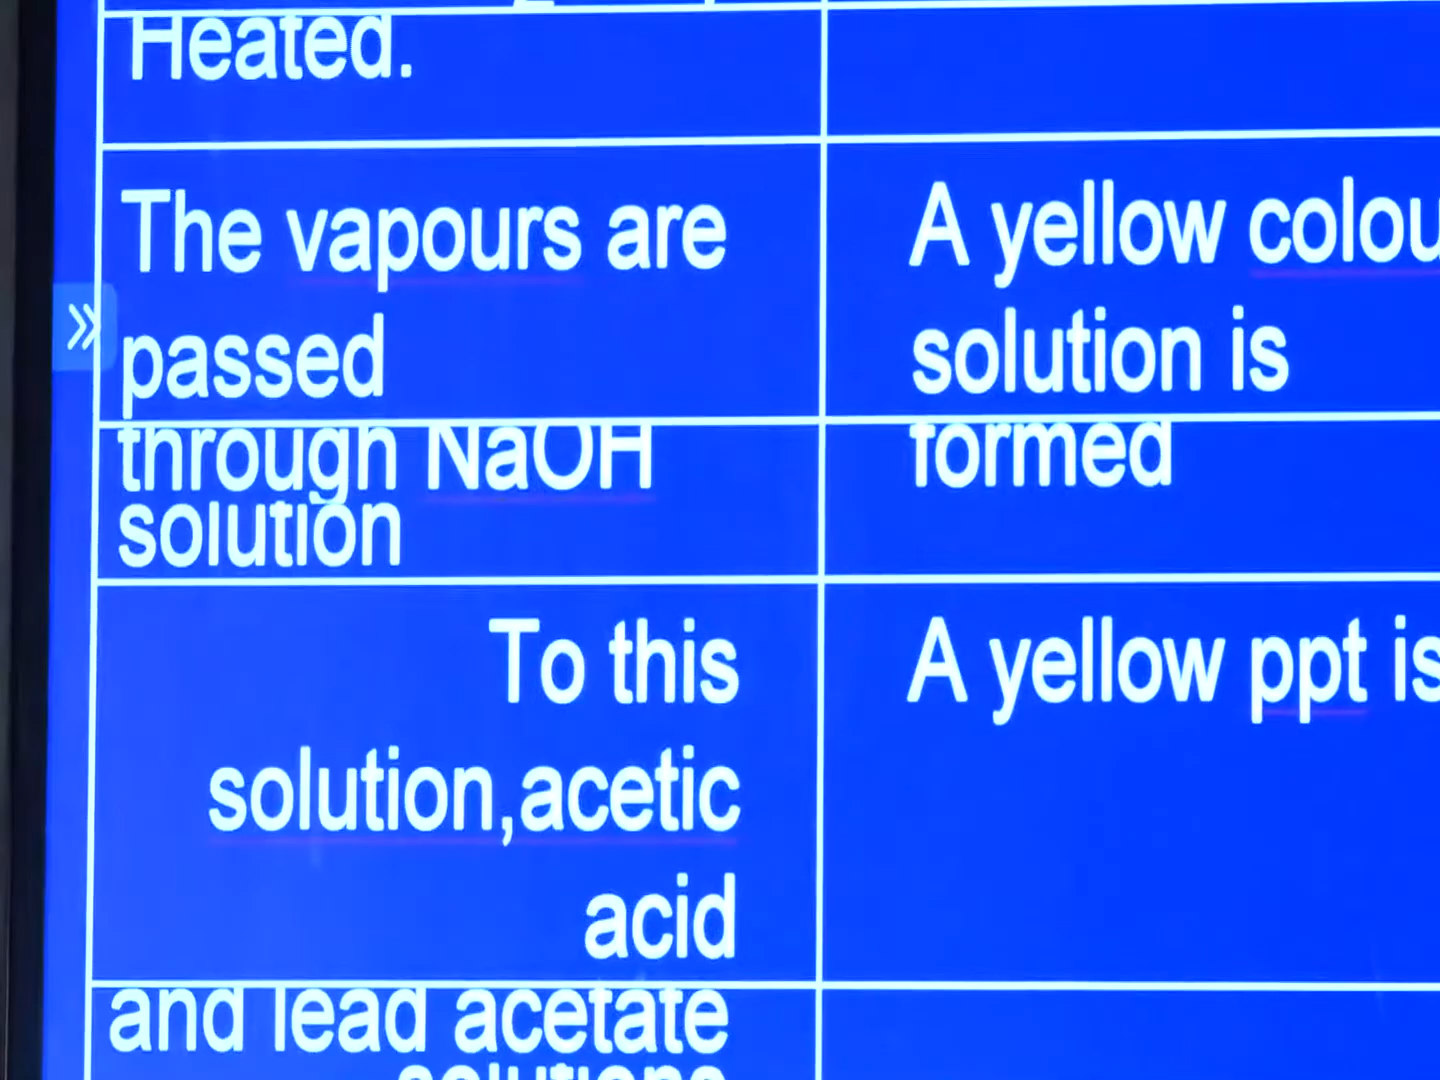 Heated.
The vapours are
passed
through NaOH
solution
A yellow colou
solution is
formed
To this
solution,acetic
acid
and lead acetate
solutions
A yellow ppt is